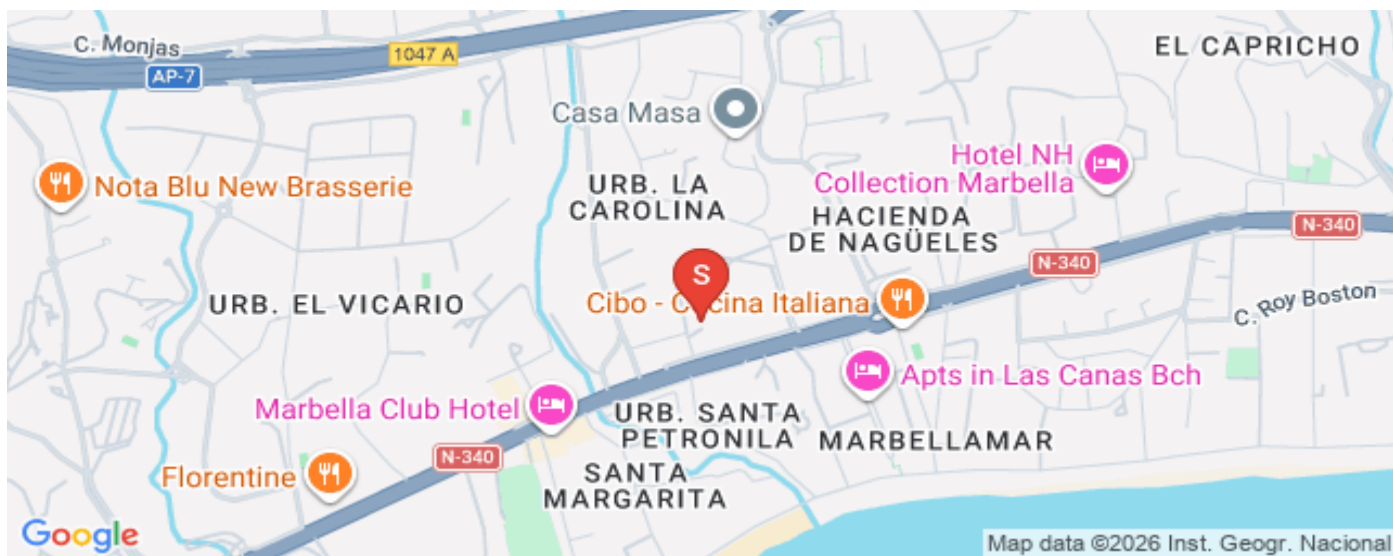 C. Monjas
1047 A
AP-7
EL CAPRICHO
Casa Masa
Hotel NH
Collection Marbella
Nota Blu New Brasserie
URB. LA
CAROLINA
HACIENDA
DE NAGÜELES
N-340
N-340
S
URB. EL VICARIO
Cibo - Cucina Italiana
C. Roy Boston
Apts in Las Canas Bch
Marbella Club Hotel
URB. SANTA
PETRONILA
MARBELLAMAR
N-340
Florentine
SANTA
MARGARITA
Google
Map data ©2026 Inst. Geogr. Nacional